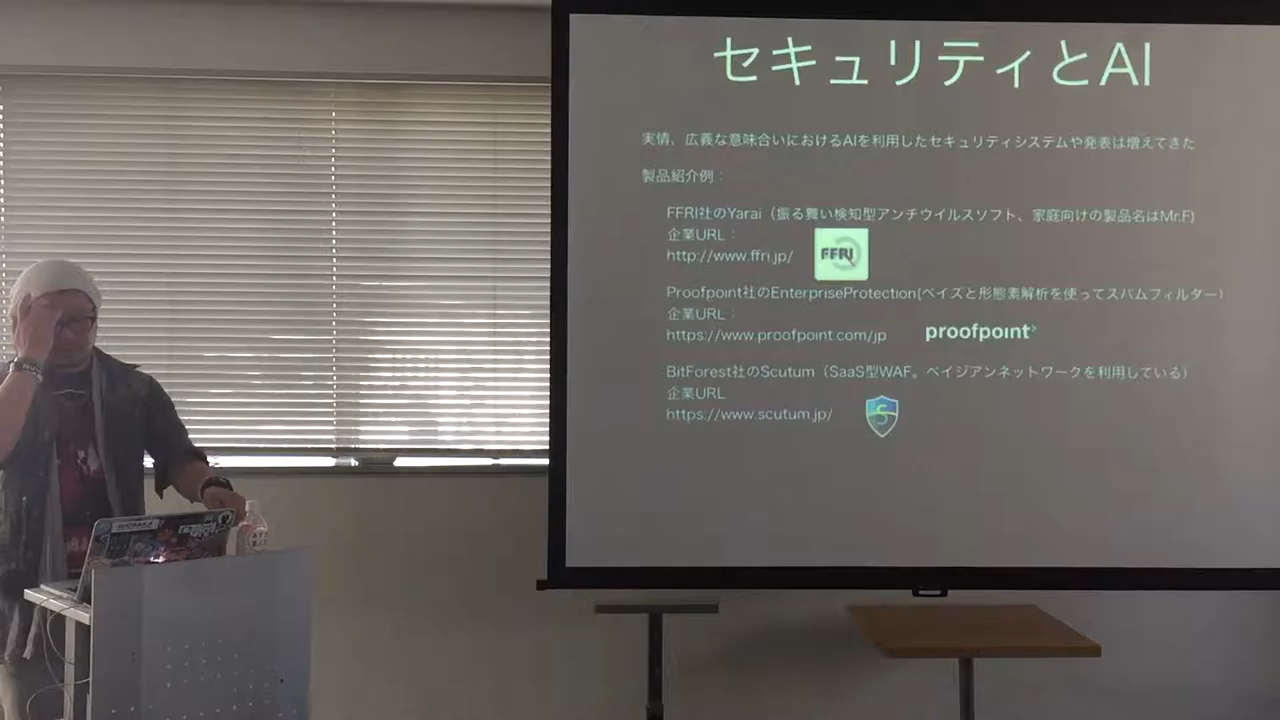 セキュリティとAI
実情、広義な意味合いにおけるAIを利用したセキュリティシステムや発表は増えてきた
製品紹介例：
FFRI社のYarai（振る舞い検知型アンチウイルスソフト、家庭向けの製品名はMr.F)
企業URL：
http://www.ffri.jp/
FFRI
Proofpoint社のEnterpriseProtection(ベイズと形態素解析を使ってスパムフィルター）
企業URL：
https://www.proofpoint.com/jp
proofpoint
BitForest社のScutum（SaaS型WAF。ベイジアンネットワークを利用している）
企業URL
https://www.scutum.jp/
S